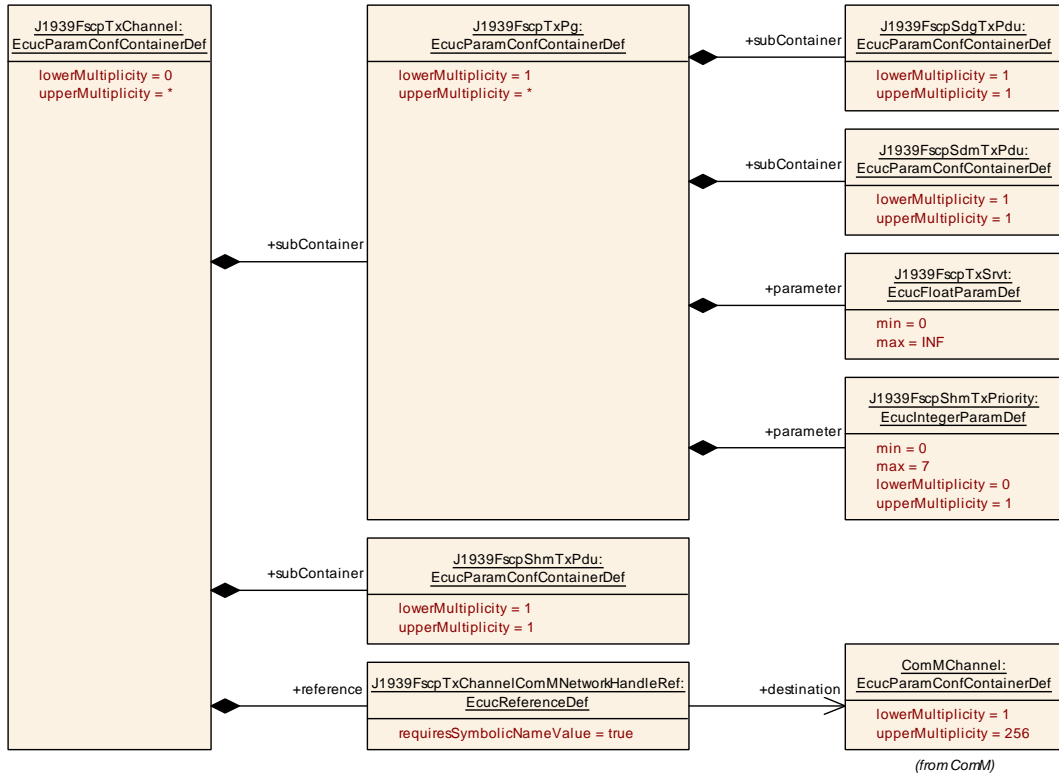 J1939FscpTxChannel:
EcucParamConfContainerDef
lowerMultiplicity = 0
upperMultiplicity = *
+subContainer
J1939FscpTxPg:
EcucParamConfContainerDef
lowerMultiplicity = 1
upperMultiplicity = *
+subContainer
J1939FscpSdgTxPdu:
EcucParamConfContainerDef
lowerMultiplicity = 1
upperMultiplicity = 1
+subContainer
J1939FscpSdmTxPdu:
EcucParamConfContainerDef
lowerMultiplicity = 1
upperMultiplicity = 1
+parameter
J1939FscpTxSrvt:
EcucFloatParamDef
min = 0
max = INF
+parameter
J1939FscpShmTxPriority:
EcucIntegerParamDef
min = 0
max = 7
lowerMultiplicity = 0
upperMultiplicity = 1
+subContainer
J1939FscpShmTxPdu:
EcucParamConfContainerDef
lowerMultiplicity = 1
upperMultiplicity = 1
+reference
J1939FscpTxChannelComMNetworkHandleRef:
EcucReferenceDef
requiresSymbolicNameValue = true
+destination
ComMChannel:
EcucParamConfContainerDef
lowerMultiplicity = 1
upperMultiplicity = 256
(from ComM)